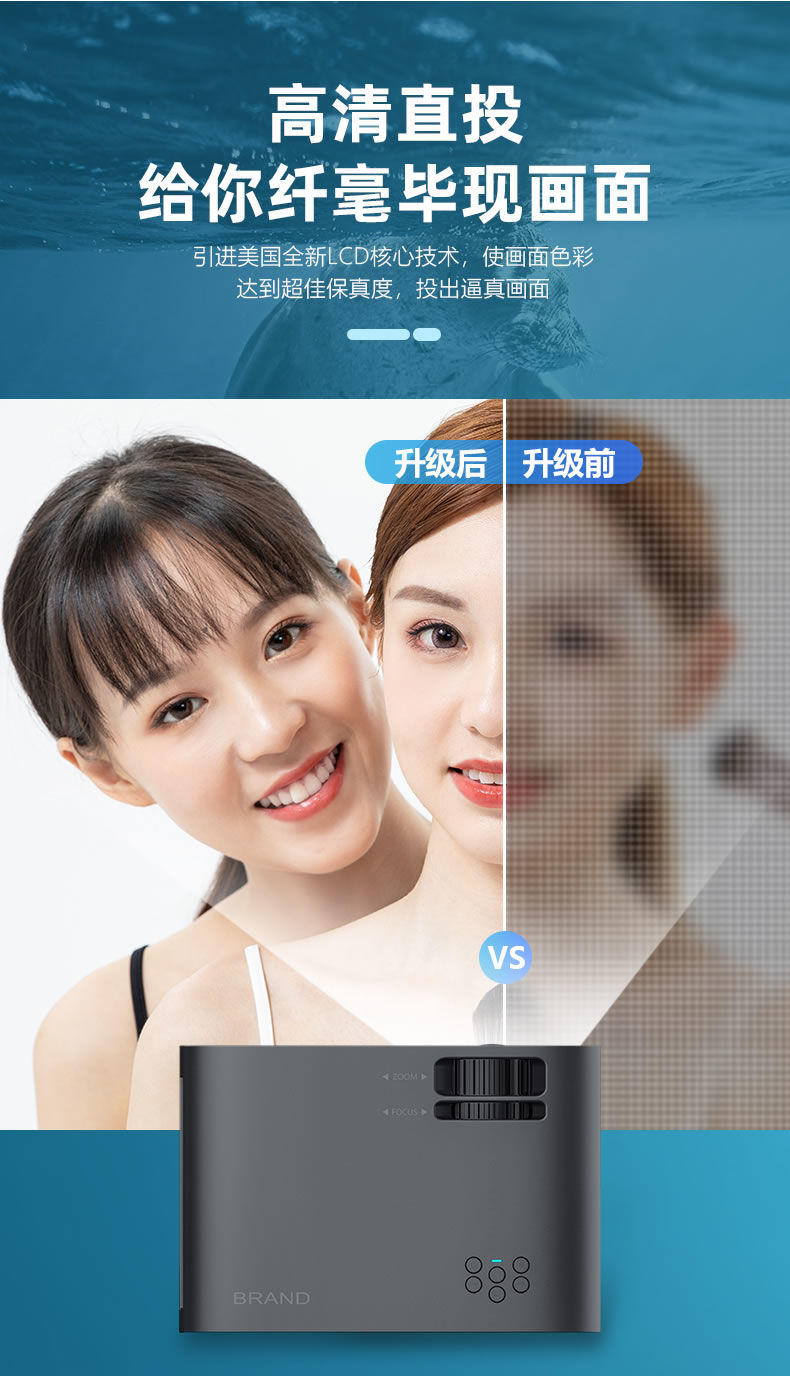 高清直投
给你纤毫毕现画面
引进美国全新LCD核心技术，使画面色彩
达到超佳保真度，投出逼真画面
升级后 升级前
VS
◀ ZOOM ▶
◀ FOCUS ▶
BRAND